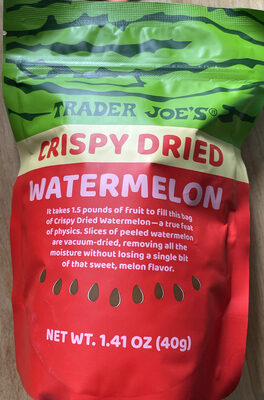 TRADER JOE'S®
CRISPY DRIED
WATERMELON
It takes 1.5 pounds of fruit to fill this bag
of Crispy Dried Watermelon—a true feat
of physics. Slices of peeled watermelon
are vacuum-dried, removing all the
moisture without losing a single bit
of that sweet, melon flavor.
NET WT. 1.41 OZ (40g)